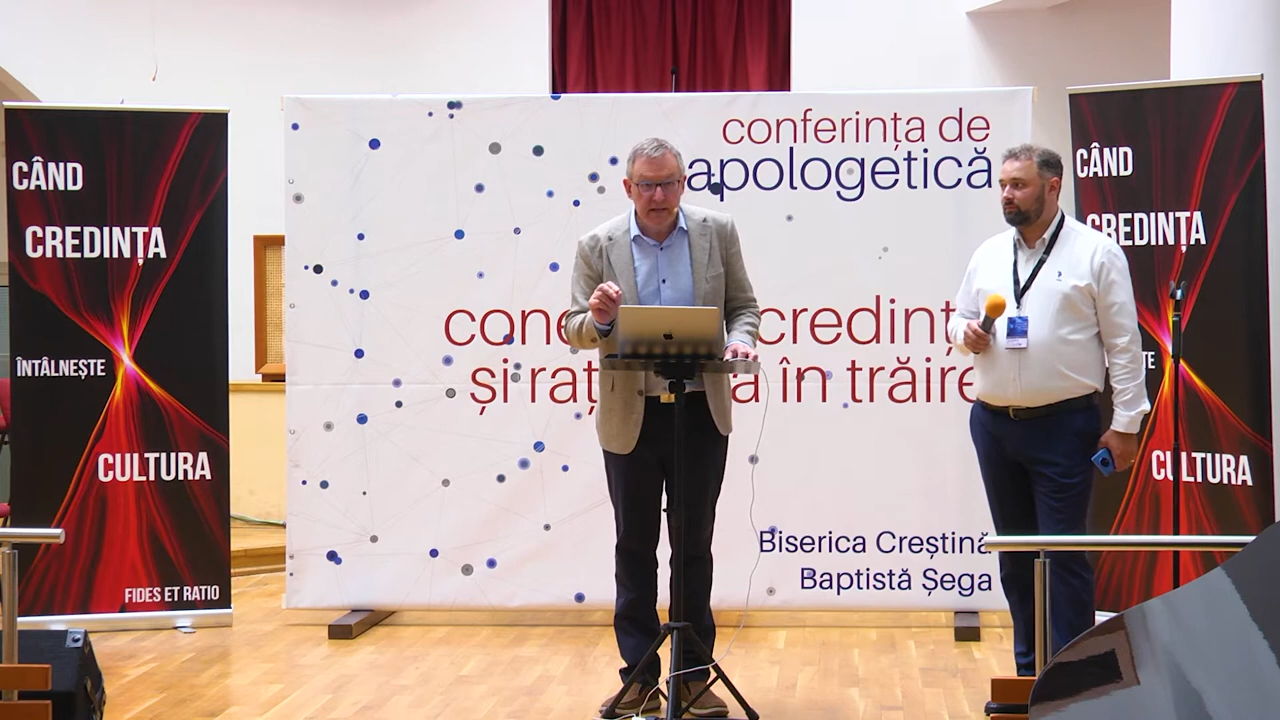 CÂND
CREDINȚA
ÎNTÂLNEȘTE
CULTURA
FIDES ET RATIO
conferința de
apologetică
credinț
și în trăire
Biserica Creștină
Baptistă Șega
CÂND
CREDINȚA
CULTURA